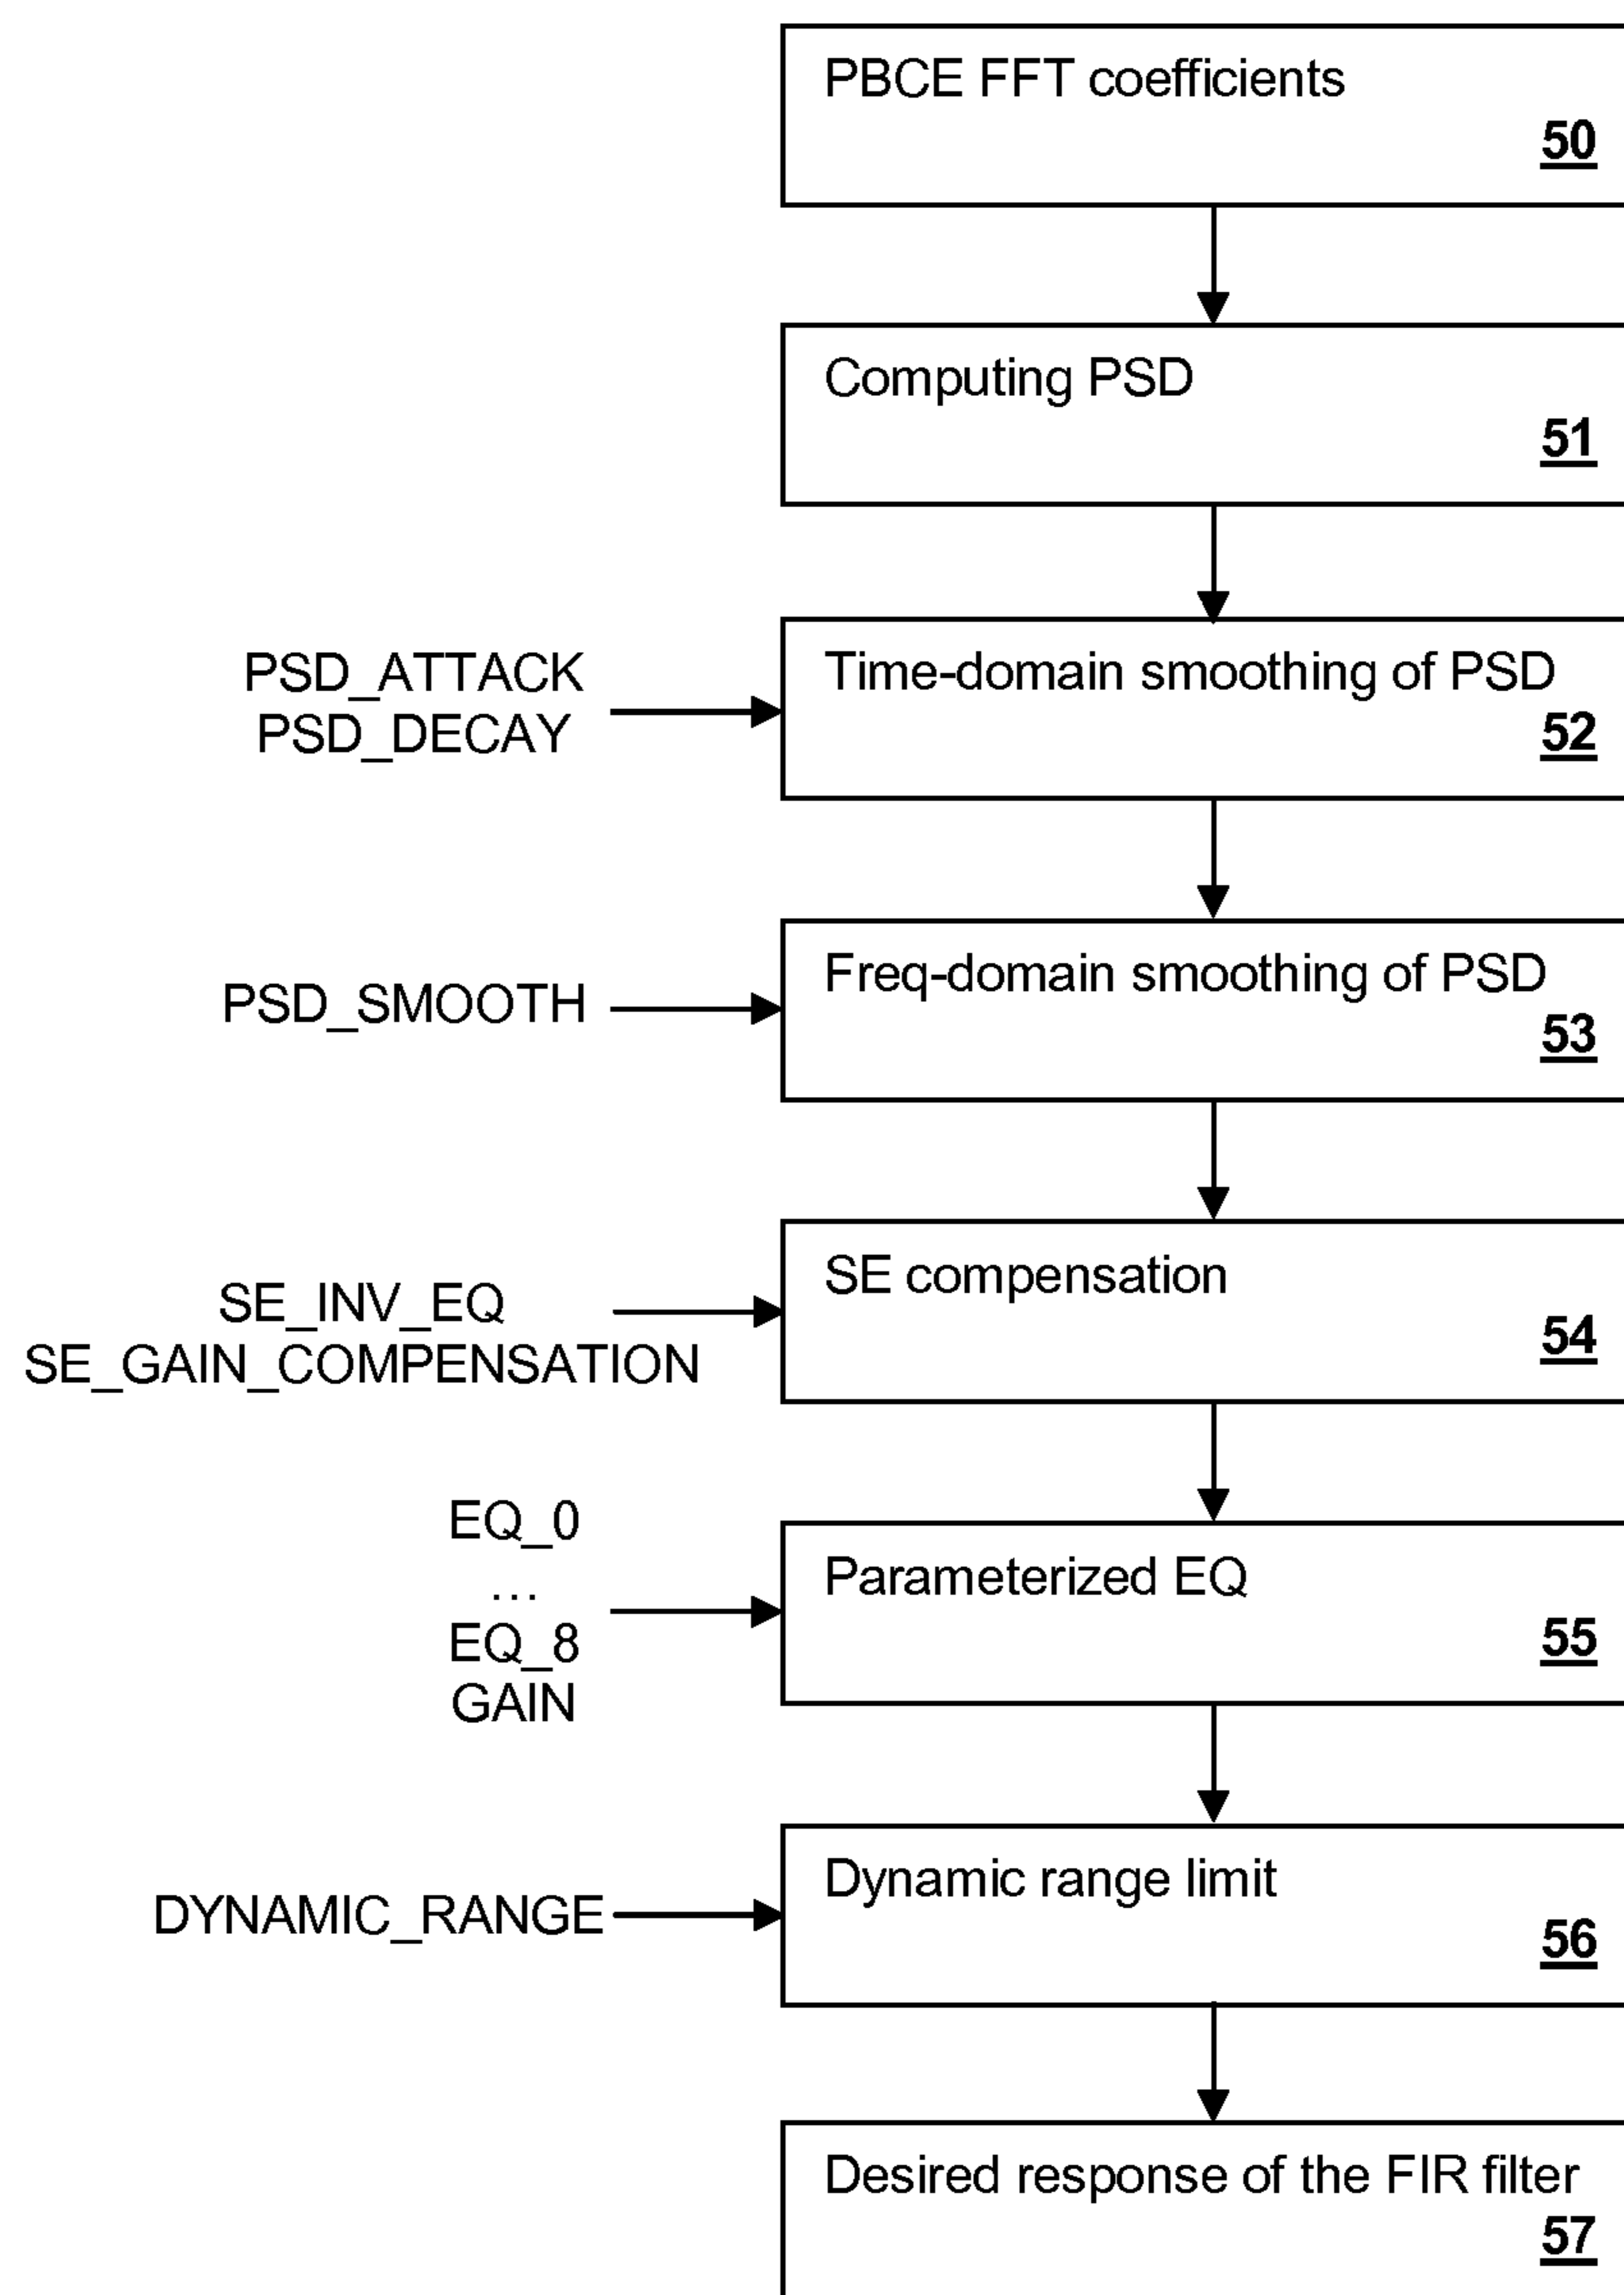 PBCE FFT coefficients
50
Computing PSD
51
PSD_ATTACK
PSD_DECAY
Time-domain smoothing of PSD
52
PSD_SMOOTH
Freq-domain smoothing of PSD
53
SE_INV_EQ
SE_GAIN_COMPENSATION
SE compensation
54
EQ_0
...
EQ_8
GAIN
Parameterized EQ
55
DYNAMIC_RANGE
Dynamic range limit
56
Desired response of the FIR filter
57